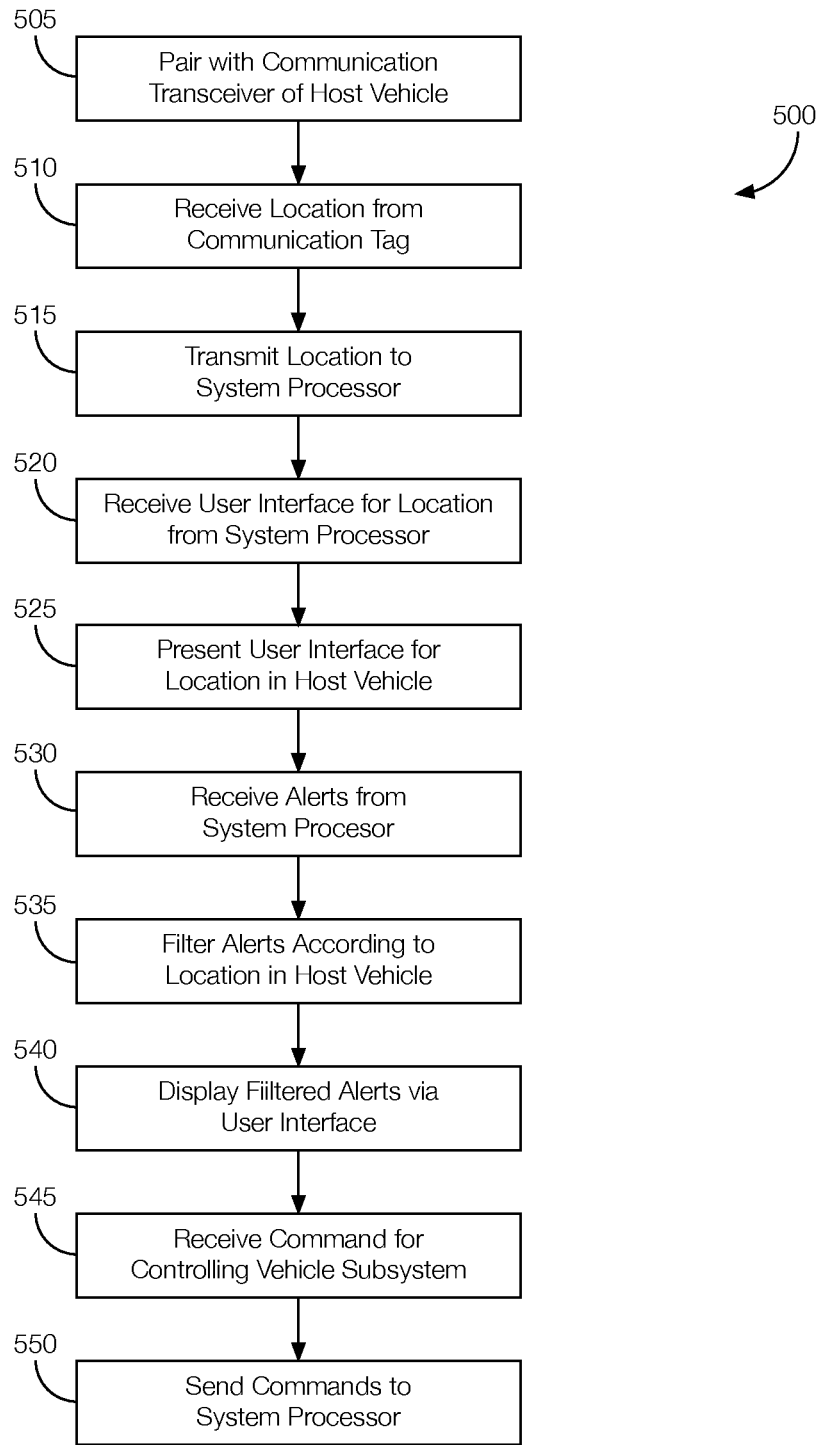 505
Pair with Communication
Transceiver of Host Vehicle
500
510
Receive Location from
Communication Tag
515
Transmit Location to
System Processor
520
Receive User Interface for Location
from System Processor
525
Present User Interface for
Location in Host Vehicle
530
Receive Alerts from
System Procesor
535
Filter Alerts According to
Location in Host Vehicle
540
Display Fiiltered Alerts via
User Interface
545
Receive Command for
Controlling Vehicle Subsystem
550
Send Commands to
System Processor